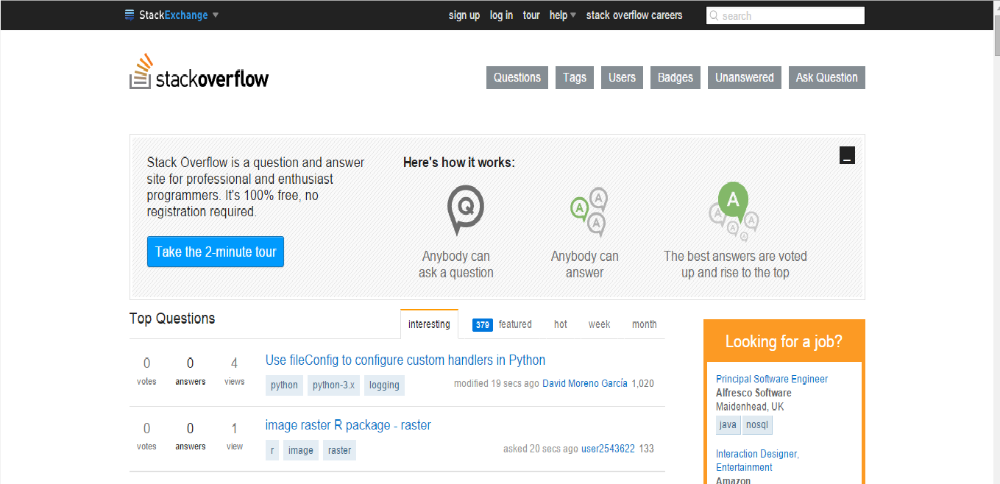 StackExchange
sign up log in tour help stack overflow careers
search
stackoverflow
Questions Tags Users Badges Unanswered Ask Question
Stack Overflow is a question and answer
site for professional and enthusiast
programmers. It's 100% free, no
registration required.
Take the 2-minute tour
Here's how it works:
Q
A
A
A
A
A
A
A
A
Anybody can
ask a question
Anybody can
answer
The best answers are voted
up and rise to the top
Top Questions
interesting 379 featured hot week month
0 0 4
votes answers views
Use fileConfig to configure custom handlers in Python
python python-3.x logging
modified 19 secs ago David Moreno García 1,020
0 0 1
votes answers view
image raster R package - raster
r image raster
asked 20 secs ago user2543622 133
Looking for a job?
Principal Software Engineer
Alfresco Software
Maidenhead, UK
java nosql
Interaction Designer,
Entertainment
Amazon